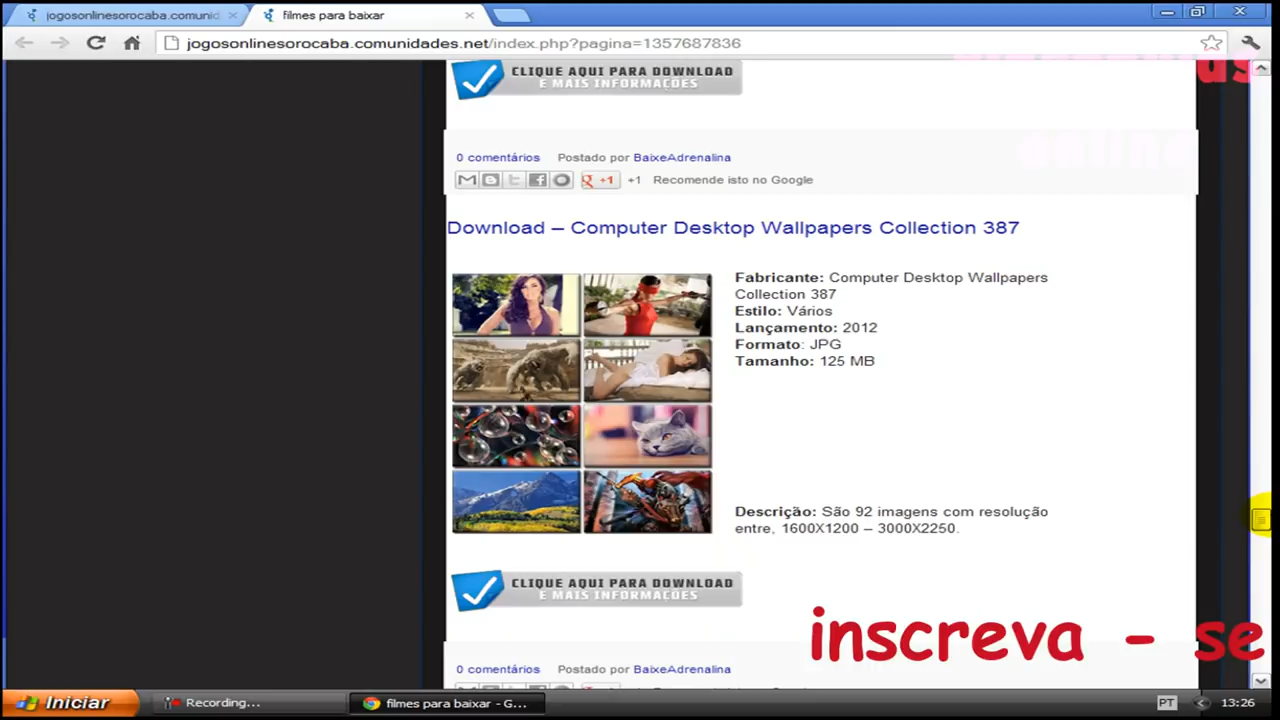 jogosonlinesorocaba.comunid
filmes para baixar
jogosonlinesorocaba.comunidades.net/index.php?pagina=1357687836
CLIQUE AQUI PARA DOWNLOAD
E MAIS INFORMAÇÕES
online
0 comentários Postado por BaixeAdrenalina
g +1 +1 Recomende isto no Google
Download – Computer Desktop Wallpapers Collection 387
Fabricante: Computer Desktop Wallpapers
Collection 387
Estilo: Vários
Lançamento: 2012
Formato: JPG
Tamanho: 125 MB
Descrição: São 92 imagens com resolução
entre, 1600X1200 – 3000X2250.
CLIQUE AQUI PARA DOWNLOAD
E MAIS INFORMAÇÕES
inscreva - se
0 comentários Postado por BaixeAdrenalina
Iniciar
Recording...
filmes para baixar - G...
PT
13:26